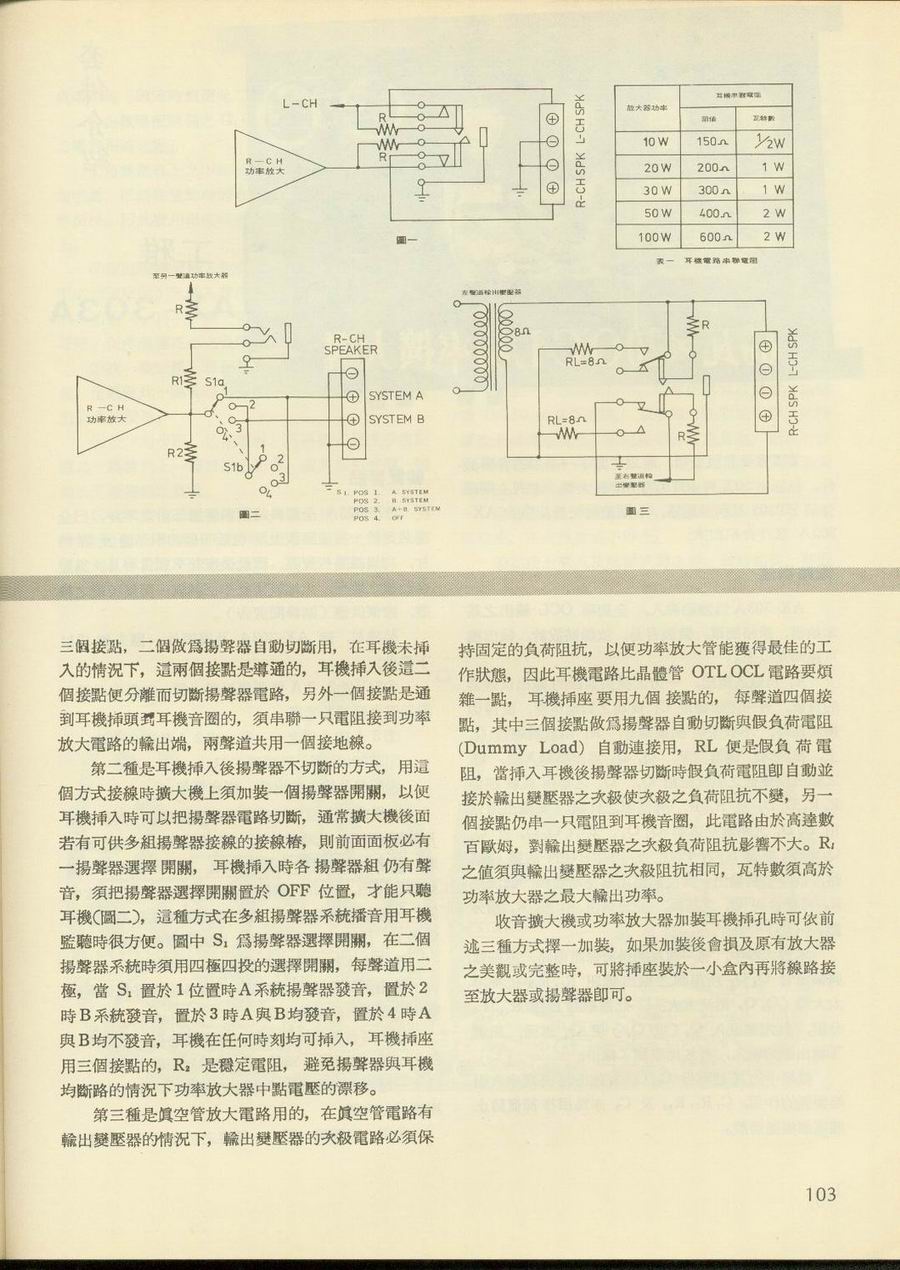 L-CH
R
R
R-CH
功率放大
R-CH SPK L-CH SPK
圖一
放大器功率 耳機串聯電阻
阻值 瓦特數
10W 150Ω 1/2W
20W 200Ω 1W
30W 300Ω 1W
50W 400Ω 2W
100W 600Ω 2W
表一 耳機電路串聯電阻
至另一聲道功率放大器
R
R1
R2
R-CH
功率放大
S1a
1
2
3
4
S1b
1
2
3
4
R-CH
SPEAKER
SYSTEM A
SYSTEM B
S1. POS 1. A. SYSTEM
POS 2. B. SYSTEM
POS 3. A+B. SYSTEM
POS 4. OFF
圖二
左聲道輸出變壓器
8Ω
RL=8Ω
RL=8Ω
R
R
至右聲道輸
出變壓器
R-CH SPK L-CH SPK
圖三
三個接點，二個做爲揚聲器自動切斷用，在耳機未揷
入的情況下，這兩個接點是導通的，耳機揷入後這二
個接點便分離而切斷揚聲器電路，另外一個接點是通
到耳機揷頭到耳機音圈的，須串聯一只電阻接到功率
放大電路的輸出端，兩聲道共用一個接地線。
第二種是耳機揷入後揚聲器不切斷的方式，用這
個方式接線時擴大機上須加裝一個揚聲器開關，以便
耳機揷入時可以把揚聲器電路切斷，通常擴大機後面
若有可供多組揚聲器接線的接線樁，則前面面板必有
一揚聲器選擇開關，耳機揷入時各揚聲器組仍有聲
音，須把揚聲器選擇開關置於 OFF 位置，才能只聽
耳機(圖二)，這種方式在多組揚聲器系統播音用耳機
監聽時很方便。圖中 S₁ 爲揚聲器選擇開關，在二個
揚聲器系統時須用四極四投的選擇開關，每聲道用二
極，當 S₁ 置於1位置時A系統揚聲器發音，置於2
時B系統發音，置於3時A與B均發音，置於4時A
與B均不發音，耳機在任何時刻均可揷入，耳機揷座
用三個接點的，R₂ 是穩定電阻，避免揚聲器與耳機
均斷路的情況下功率放大器中點電壓的漂移。
第三種是眞空管放大電路用的，在眞空管電路有
輸出變壓器的情況下，輸出變壓器的次級電路必須保
持固定的負荷阻抗，以便功率放大管能獲得最佳的工
作狀態，因此耳機電路比晶體管 OTL OCL 電路要煩
雜一點，耳機揷座要用九個接點的，每聲道四個接
點，其中三個接點做爲揚聲器自動切斷與假負荷電阻
(Dummy Load) 自動連接用，RL 便是假負荷電
阻，當揷入耳機後揚聲器切斷時假負荷電阻卽自動並
接於輸出變壓器之次級使次級之負荷阻抗不變，另一
個接點仍串一只電阻到耳機音圈，此電路由於高達數
百歐姆，對輸出變壓器之次級負荷阻抗影響不大。Rₗ
之値須與輸出變壓器之次級阻抗相同，瓦特數須高於
功率放大器之最大輸出功率。
收音擴大機或功率放大器加裝耳機揷孔時可依前
述三種方式擇一加裝，如果加裝後會損及原有放大器
之美觀或完整時，可將揷座裝於一小盒內再將線路接
至放大器或揚聲器卽可。
103